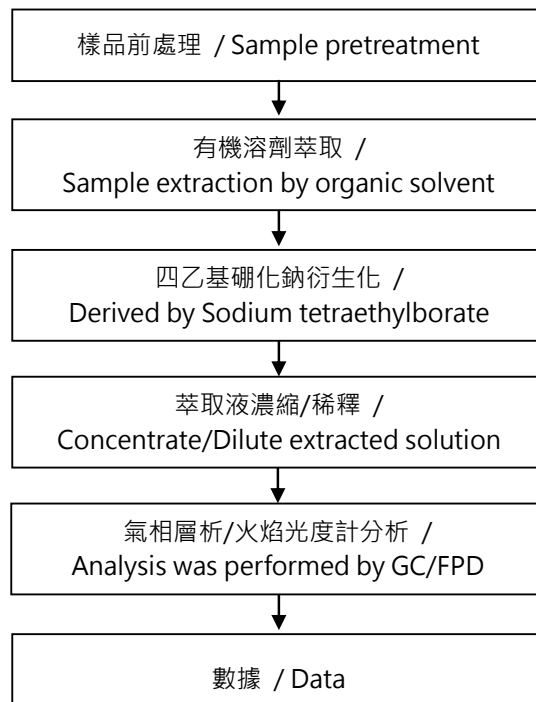 樣品前處理 / Sample pretreatment
有機溶劑萃取 /
Sample extraction by organic solvent
四乙基硼化鈉衍生化 /
Derived by Sodium tetraethylborate
萃取液濃縮/稀釋 /
Concentrate/Dilute extracted solution
氣相層析/火焰光度計分析 /
Analysis was performed by GC/FPD
數據 / Data